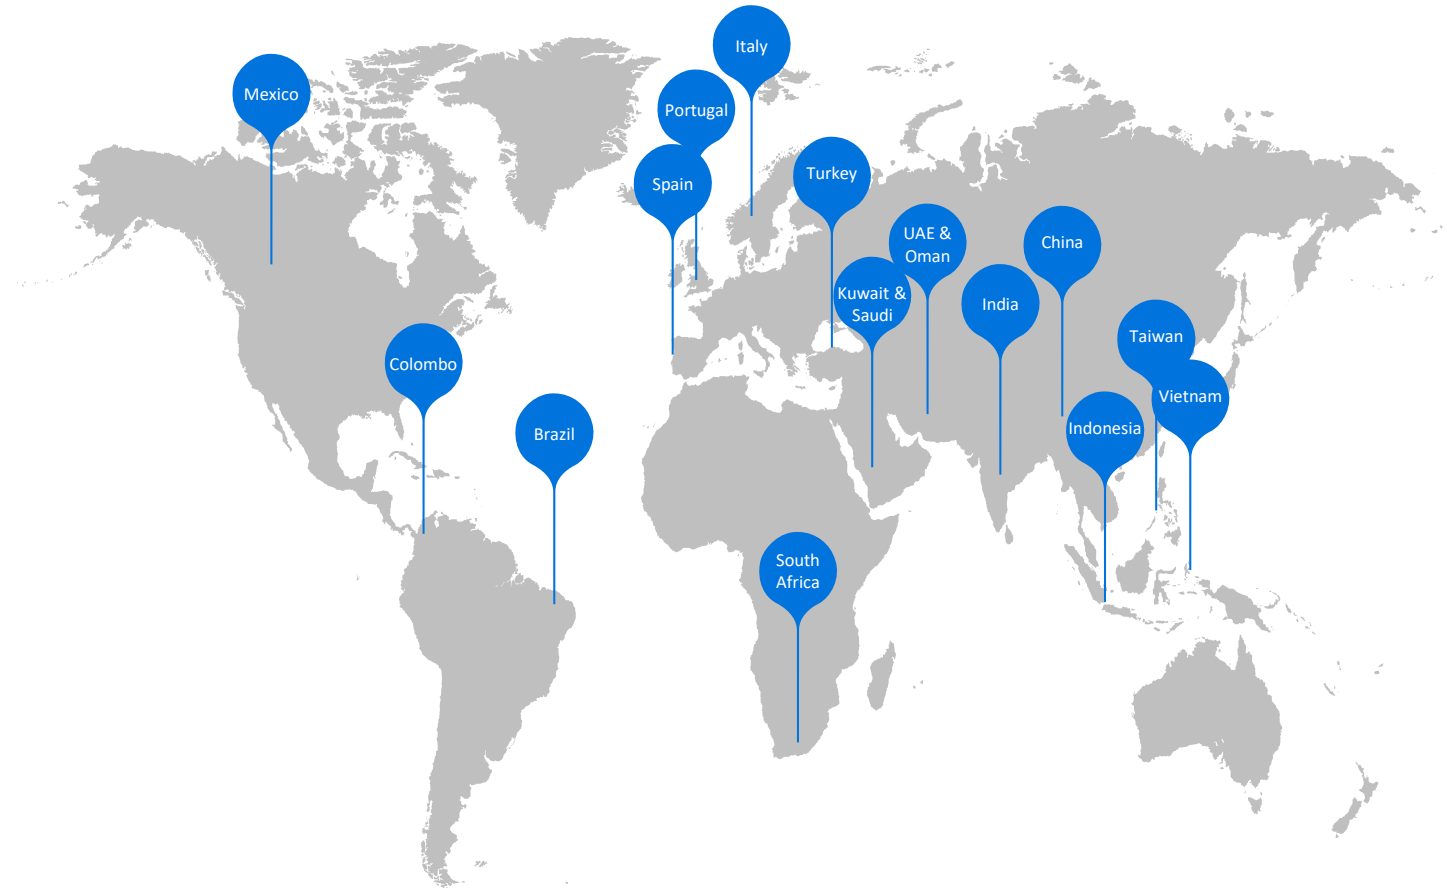 Italy
Mexico
Portugal
Turkey
Spain
UAE &
Oman
China
Kuwait &
Saudi
India
Taiwan
Colombo
Vietnam
Indonesia
Brazil
South
Africa